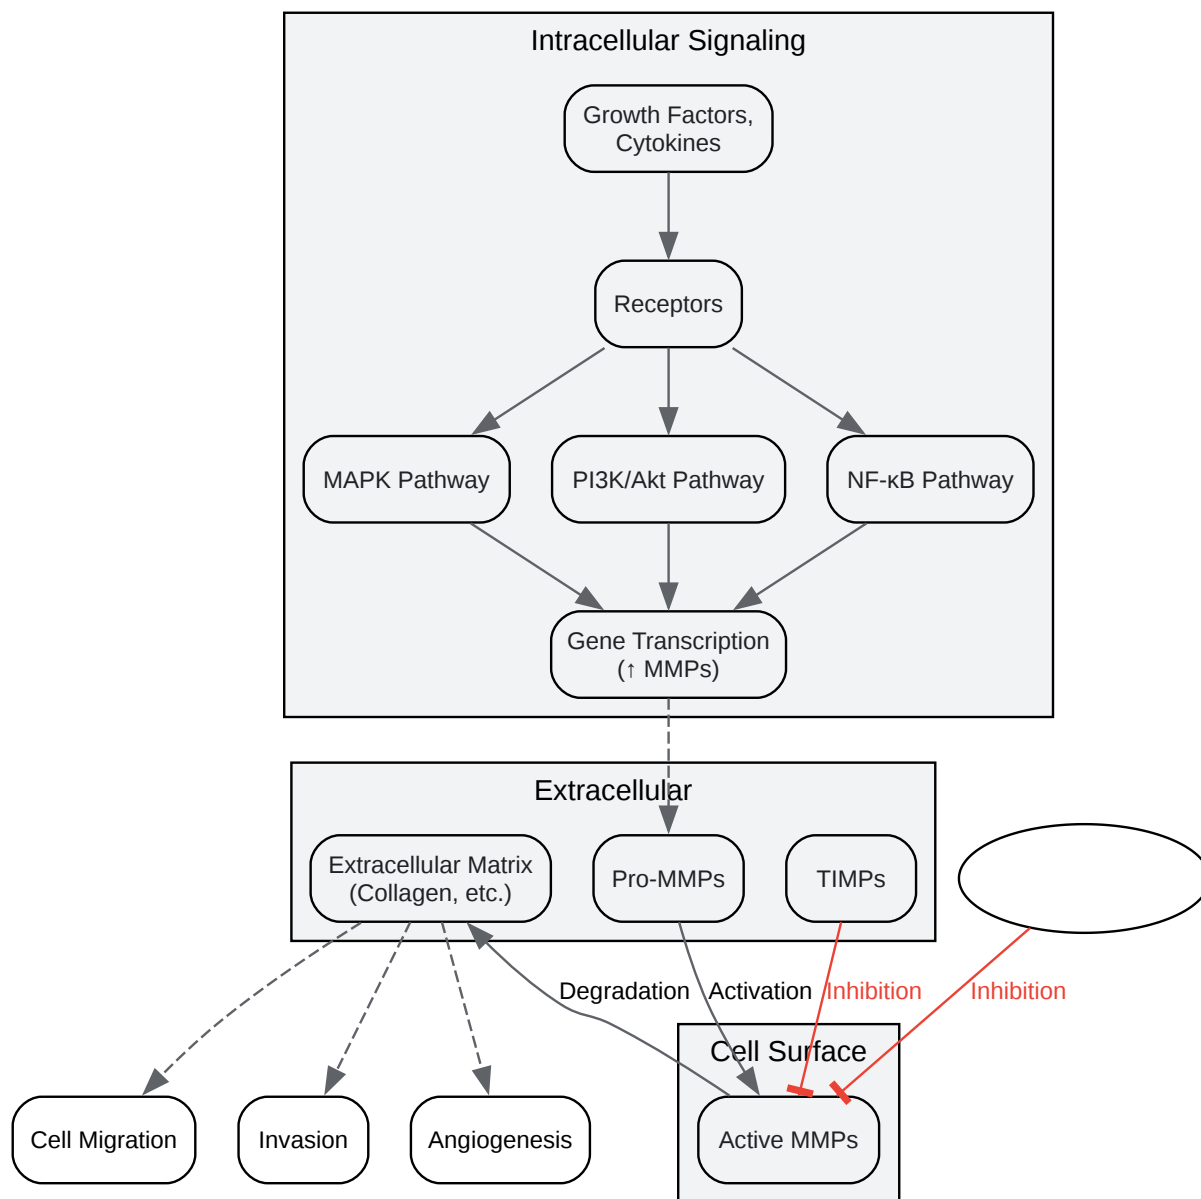 Intracellular Signaling
Growth Factors,
Cytokines
Receptors
MAPK Pathway
PI3K/Akt Pathway
NF-κB Pathway
Gene Transcription
(↑ MMPs)
Extracellular
Extracellular Matrix
(Collagen, etc.)
Pro-MMPs
TIMPs
Degradation
Activation
Inhibition
Inhibition
Cell Surface
Cell Migration
Invasion
Angiogenesis
Active MMPs